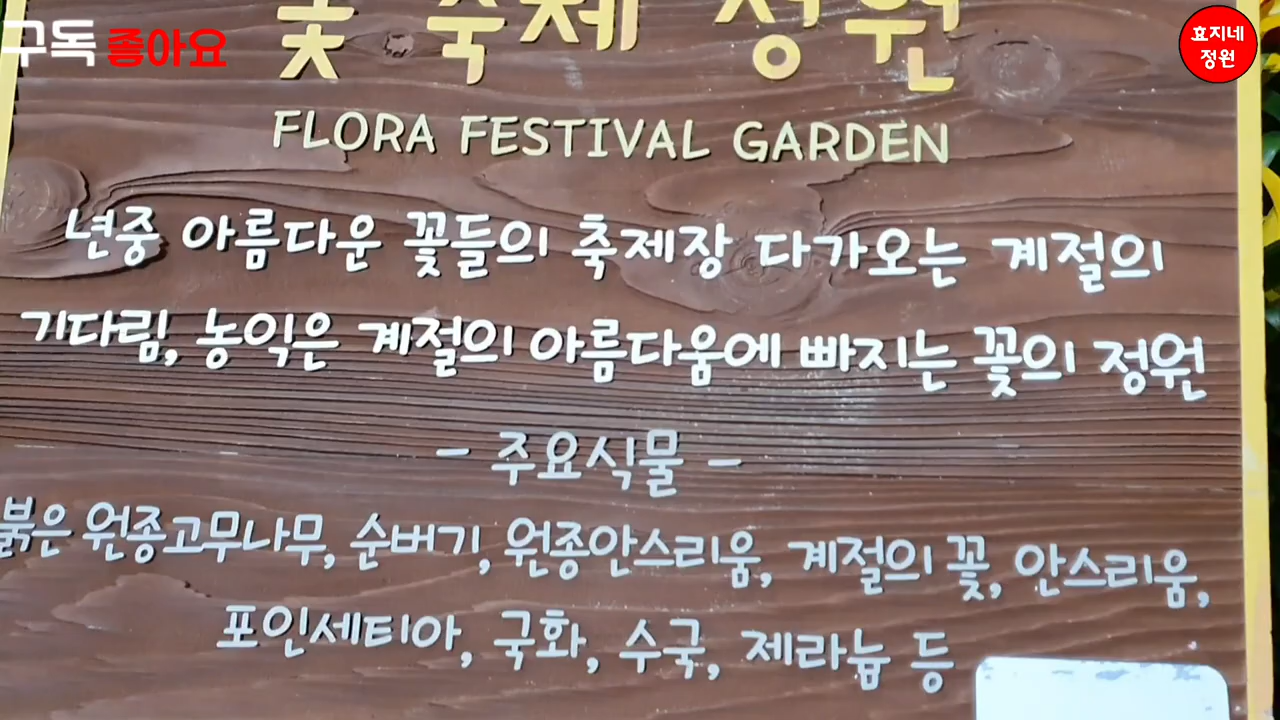 구독 좋아요
효지네
정원
꽃 축제 정원
FLORA FESTIVAL GARDEN
년중 아름다운 꽃들의 축제장 다가오는 계절의
기다림, 농익은 계절의 아름다움에 빠지는 꽃의 정원
- 주요식물 -
붉은 원종고무나무, 순버기, 원종안스리움, 계절의 꽃, 안스리움,
포인세티아, 국화, 수국, 제라늄 등